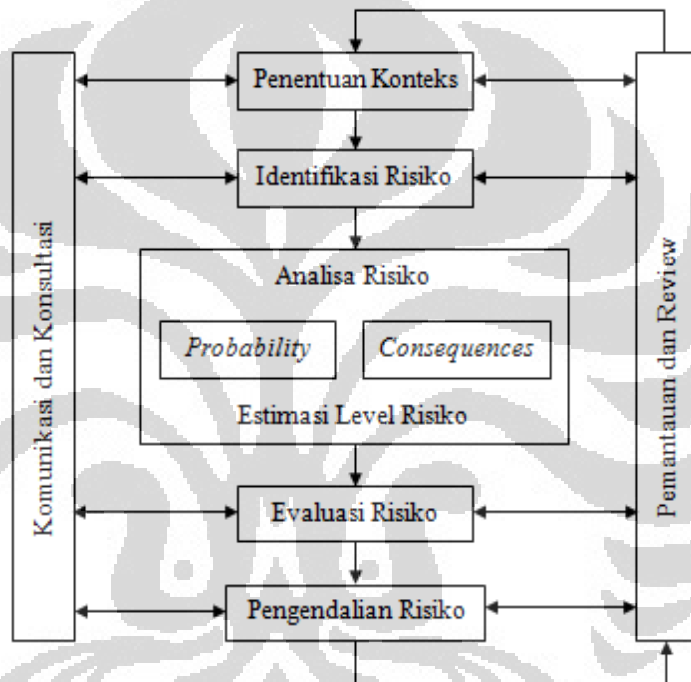 Penentuan Konteks
Identifikasi Risiko
Komunikasi dan Konsultasi
Analisa Risiko
Probability
Consequences
Estimasi Level Risiko
Pemantauan dan Review
Evaluasi Risiko
Pengendalian Risiko